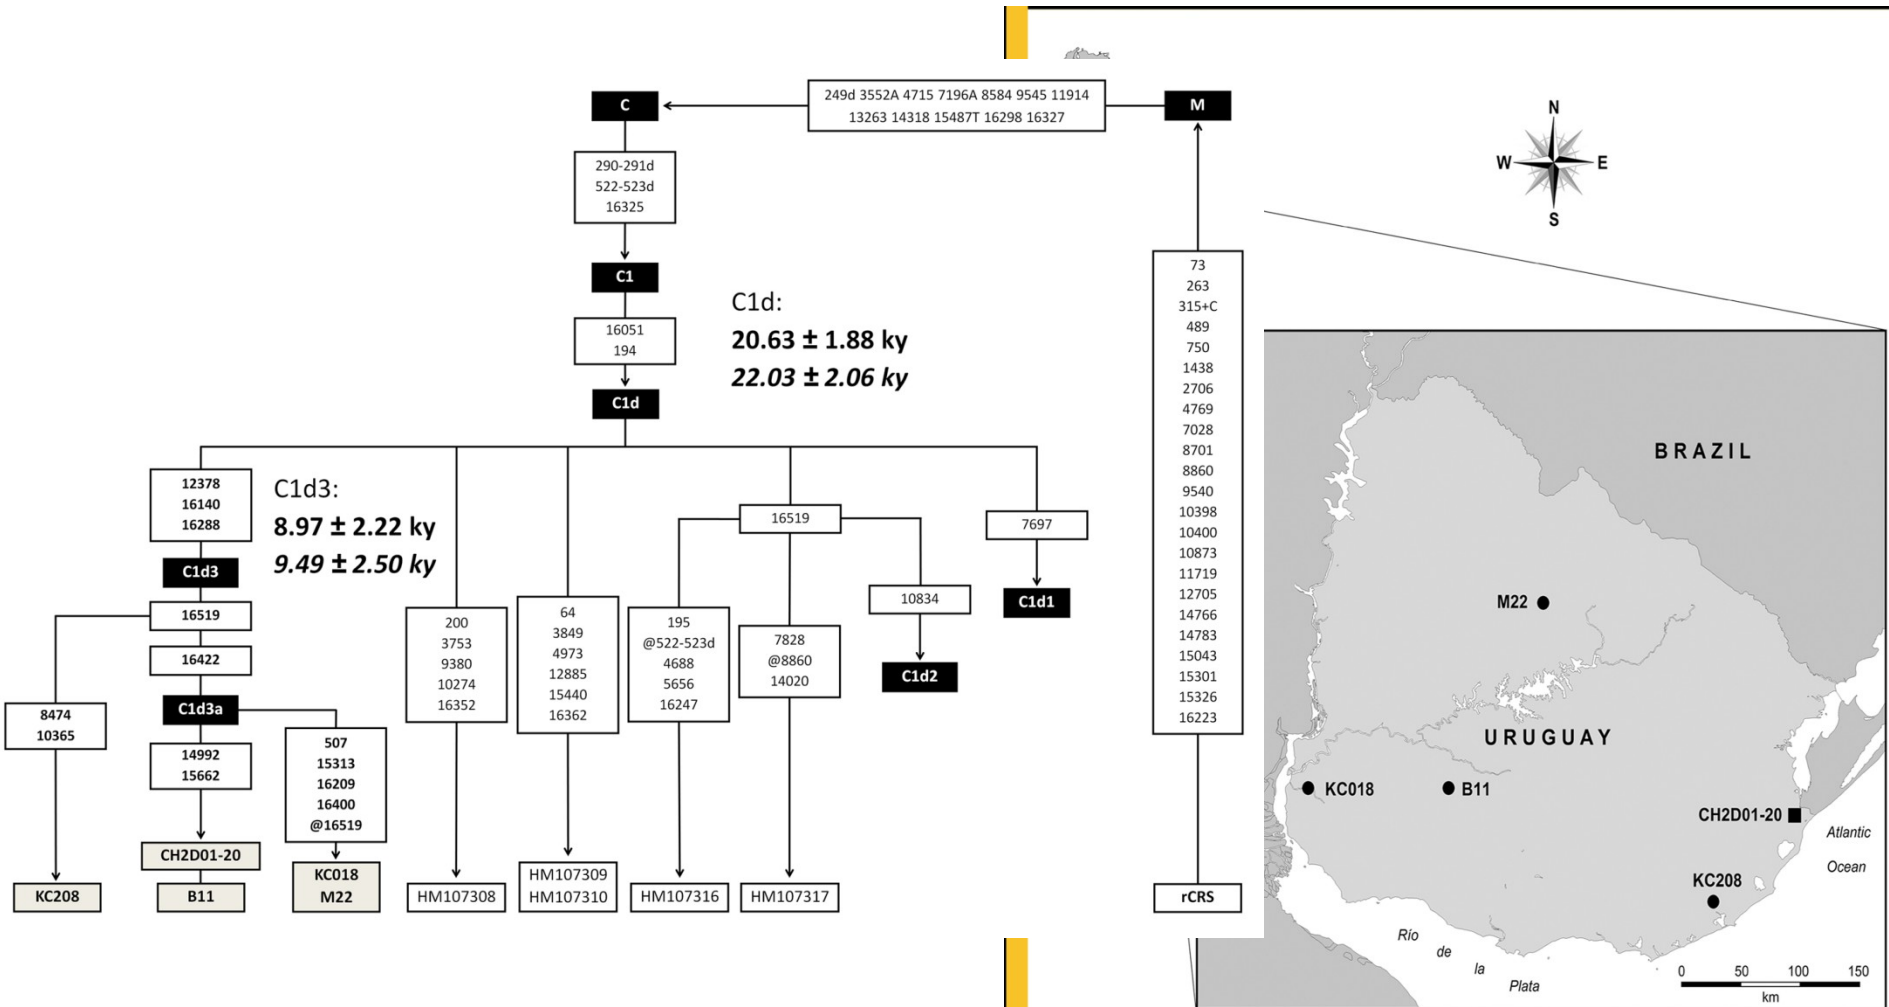 C
249d 3552A 4715 7196A 8584 9545 11914
13263 14318 15487T 16298 16327
M
290-291d
522-523d
16325
C1
16051
194
C1d
C1d:
20.63 ± 1.88 ky
22.03 ± 2.06 ky
12378
16140
16288
C1d3:
8.97 ± 2.22 ky
9.49 ± 2.50 ky
C1d3
16519
16422
C1d3a
8474
10365
14992
15662
507
15313
16209
16400
@16519
CH2D01-20
KC208
B11
KC018
M22
200
3753
9380
10274
16352
HM107308
64
3849
4973
12885
15440
16362
HM107309
HM107310
16519
195
@522-523d
4688
5656
16247
HM107316
7828
@8860
14020
HM107317
10834
C1d2
7697
C1d1
73
263
315+C
489
750
1438
2706
4769
7028
8701
8860
9540
10398
10400
10873
11719
12705
14766
14783
15043
15301
15326
16223
rCRS
N
W
E
S
BRAZIL
M22
URUGUAY
KC018
B11
CH2D01-20
Atlantic
Ocean
KC208
Río
de
la
Plata
0 50 100 150
km